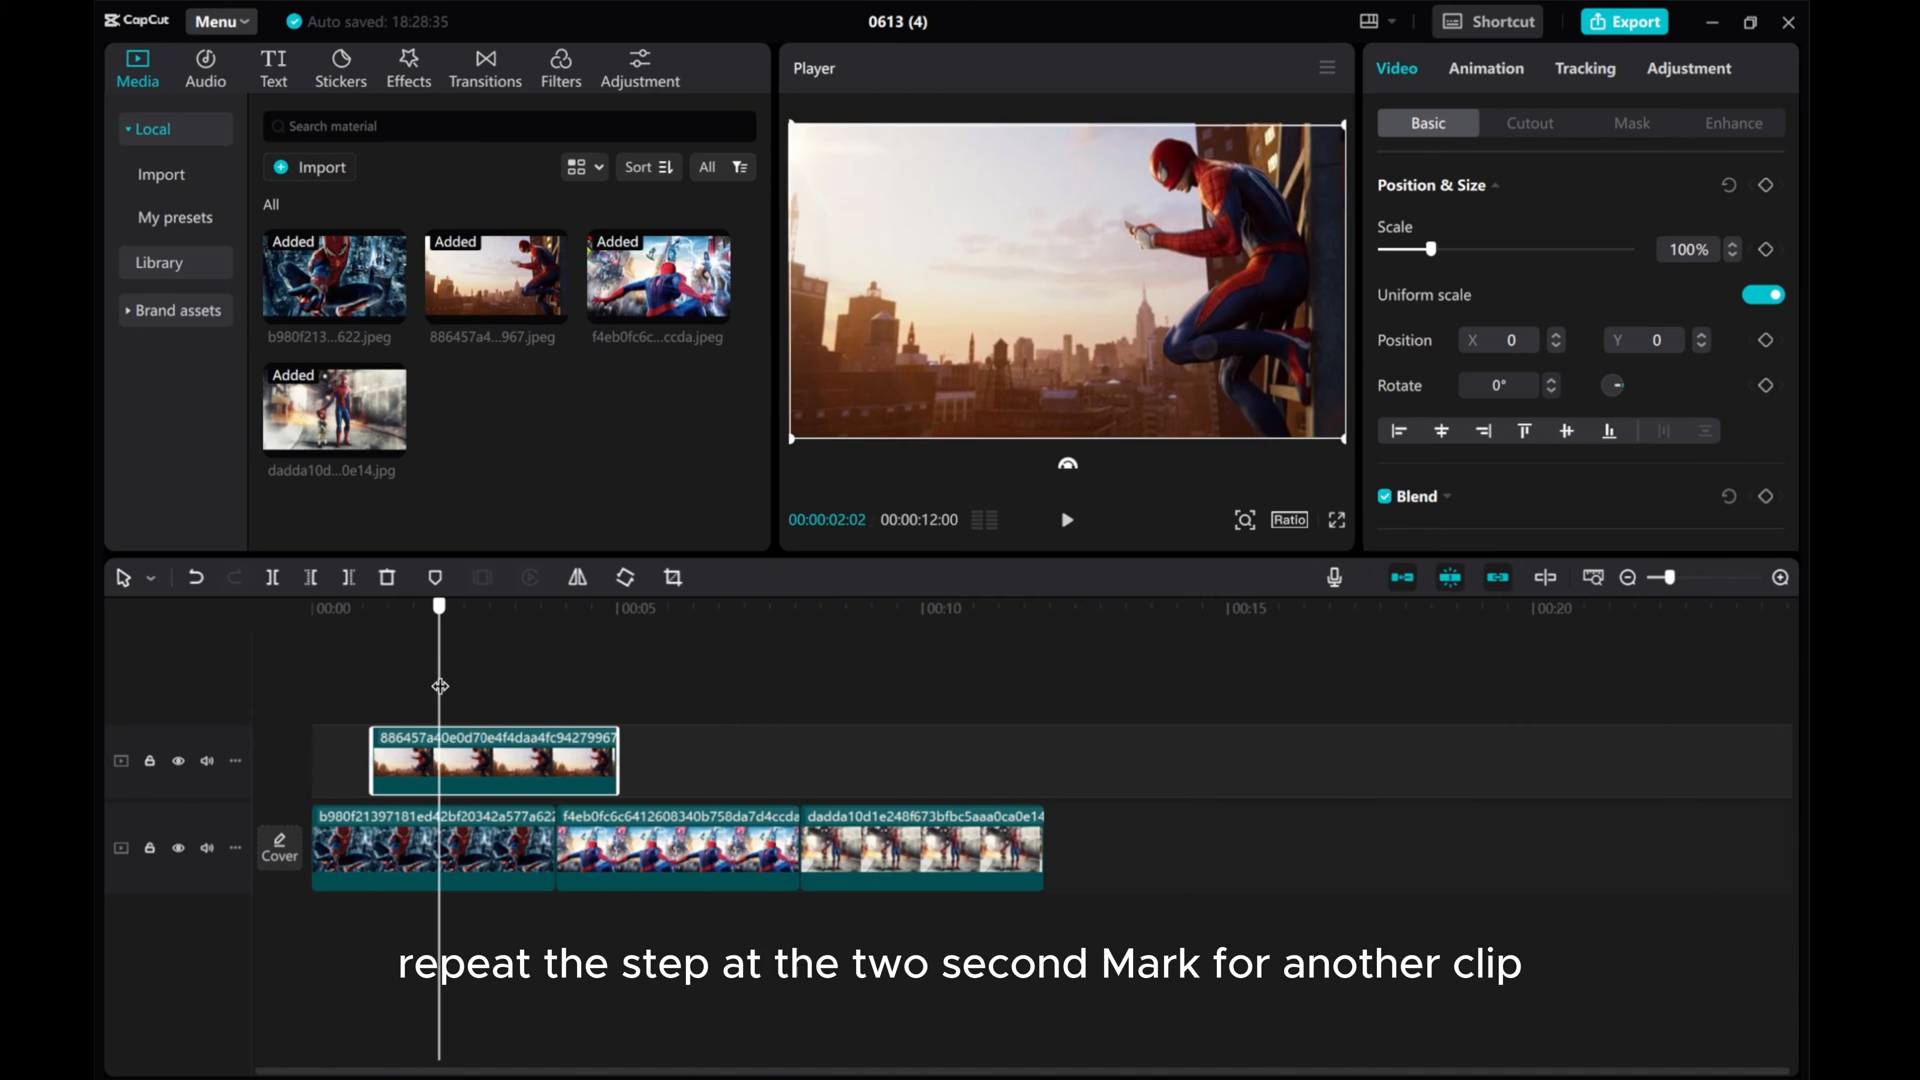 CapCut
Menu
Auto saved: 18:28:35
0613 (4)
Shortcut
Export
Media
Audio
TI
Text
Stickers
Effects
Transitions
Filters
Adjustment
Local
Import
My presets
Library
Brand assets
Search material
Import
Sort
All
All
Added
b980f213...622.jpeg
Added
886457a4...967.jpeg
Added
f4eb0fc6c...ccda.jpeg
Added
dadda10d...0e14.jpg
Player
00:00:02:02
00:00:12:00
Ratio
Video
Animation
Tracking
Adjustment
Basic
Cutout
Mask
Enhance
Position & Size
Scale
100%
Uniform scale
Position
X 0
Y 0
Rotate
0°
Blend
00:00
00:05
00:10
00:15
00:20
886457a40e0d70e4f4daa4fc94279967
Cover
b980f21397181ed42bf20342a577a622
f4eb0fc6c6412608340b758da7d4ccda
dadda10d1e248f673bfbc5aaa0ca0e14
repeat the step at the two second Mark for another clip